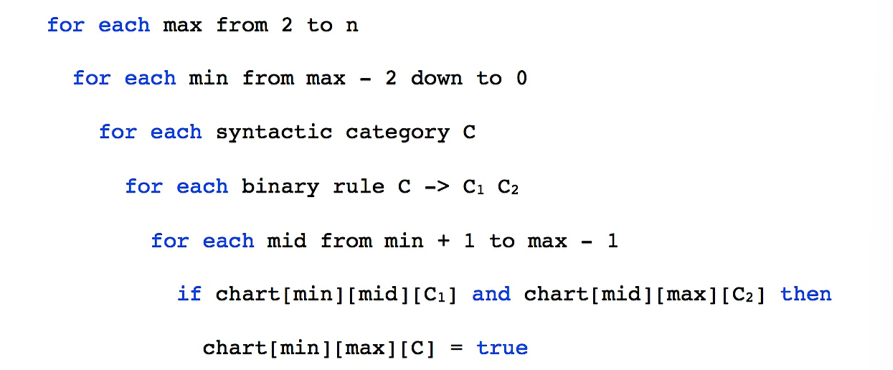 for each max from 2 to n
for each min from max - 2 down to 0
for each syntactic category C
for each binary rule C -> C₁ C₂
for each mid from min + 1 to max - 1
if chart[min][mid][C₁] and chart[mid][max][C₂] then
chart[min][max][C] = true